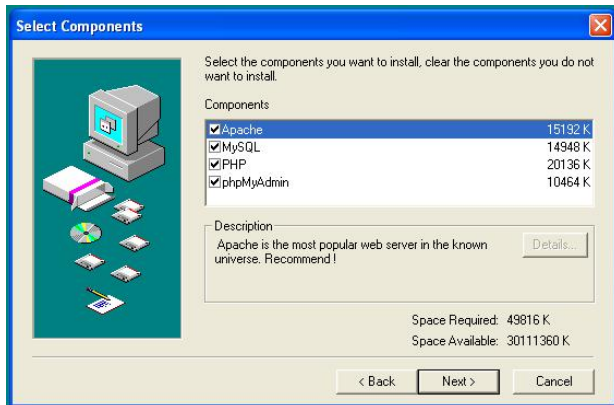 Select Components
Select the components you want to install, clear the components you do not
want to install.
Components
Apache 15192 K
MySQL 14948 K
PHP 20136 K
phpMyAdmin 10464 K
Description
Apache is the most popular web server in the known
universe. Recommend !
Details...
Space Required: 49816 K
Space Available: 30111360 K
< Back Next > Cancel